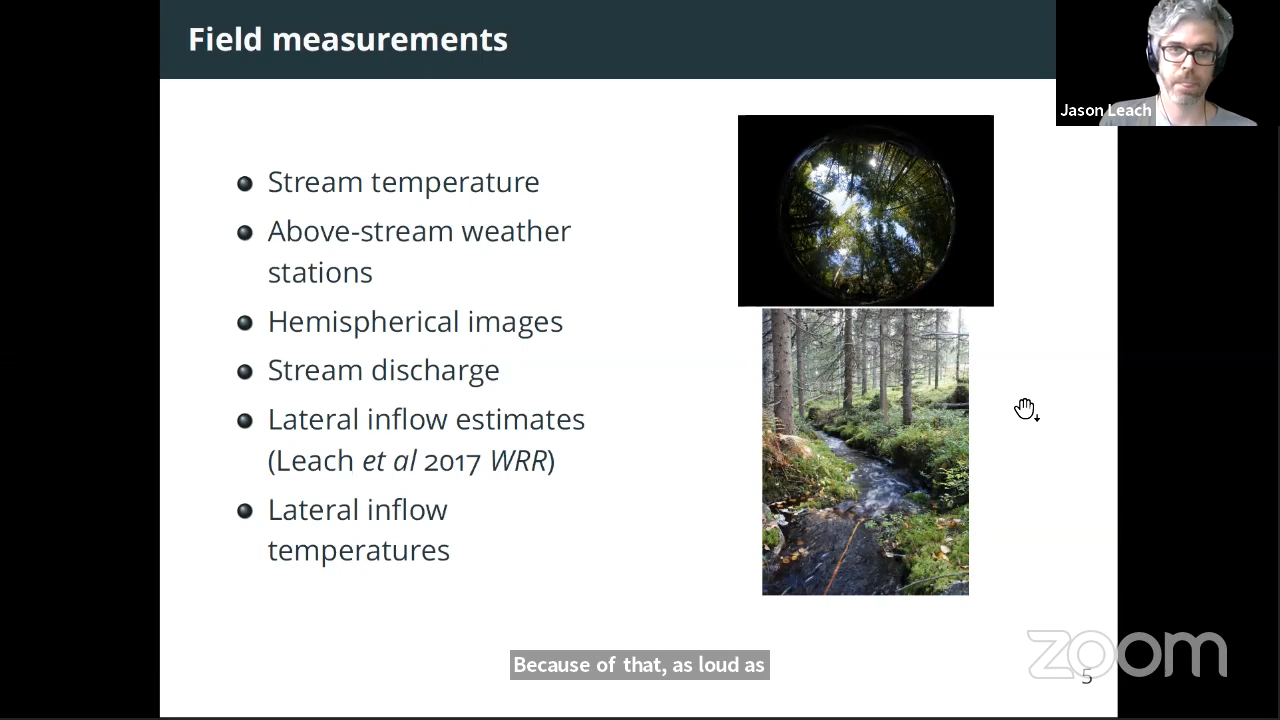 Field measurements
Jason Leach
Stream temperature
Above-stream weather
stations
Hemispherical images
Stream discharge
Lateral inflow estimates
(Leach et al 2017 WRR)
Lateral inflow
temperatures
Because of that, as loud as
zoom
5